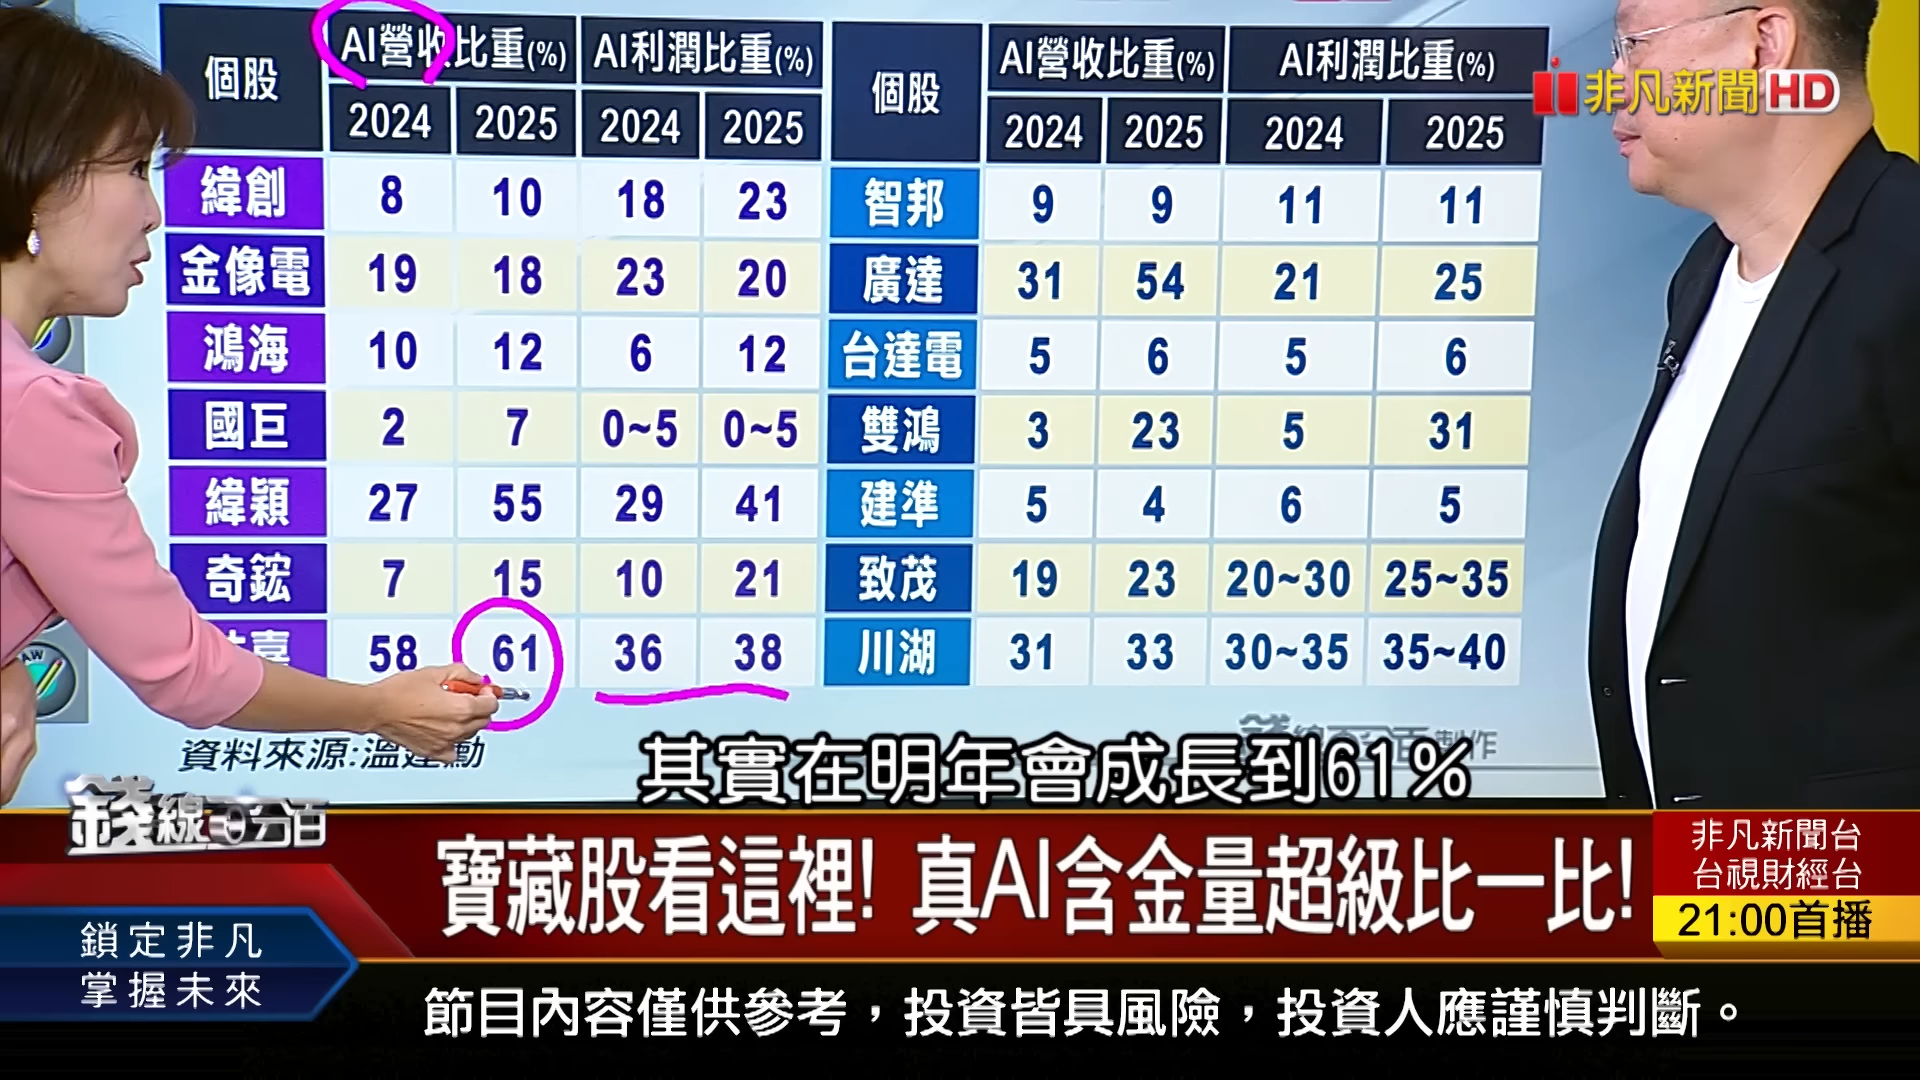 個股 AI營收比重(%) AI利潤比重(%) 個股 AI營收比重(%) AI利潤比重(%)
2024 2025 2024 2025 2024 2025 2024 2025
緯創 8 10 18 23 智邦 9 9 11 11
金像電 19 18 23 20 廣達 31 54 21 25
鴻海 10 12 6 12 台達電 5 6 5 6
國巨 2 7 0~5 0~5 雙鴻 3 23 5 31
緯穎 27 55 29 41 建準 5 4 6 5
奇鋐 7 15 10 21 致茂 19 23 20~30 25~35
嘉 58 61 36 38 川湖 31 33 30~35 35~40
非凡新聞HD
資料來源:溫建勳
錢線百分百製作
其實在明年會成長到61%
錢線百分百
寶藏股看這裡! 真AI含金量超級比一比!
非凡新聞台
台視財經台
21:00首播
鎖定非凡
掌握未來
節目內容僅供參考，投資皆具風險，投資人應謹慎判斷。